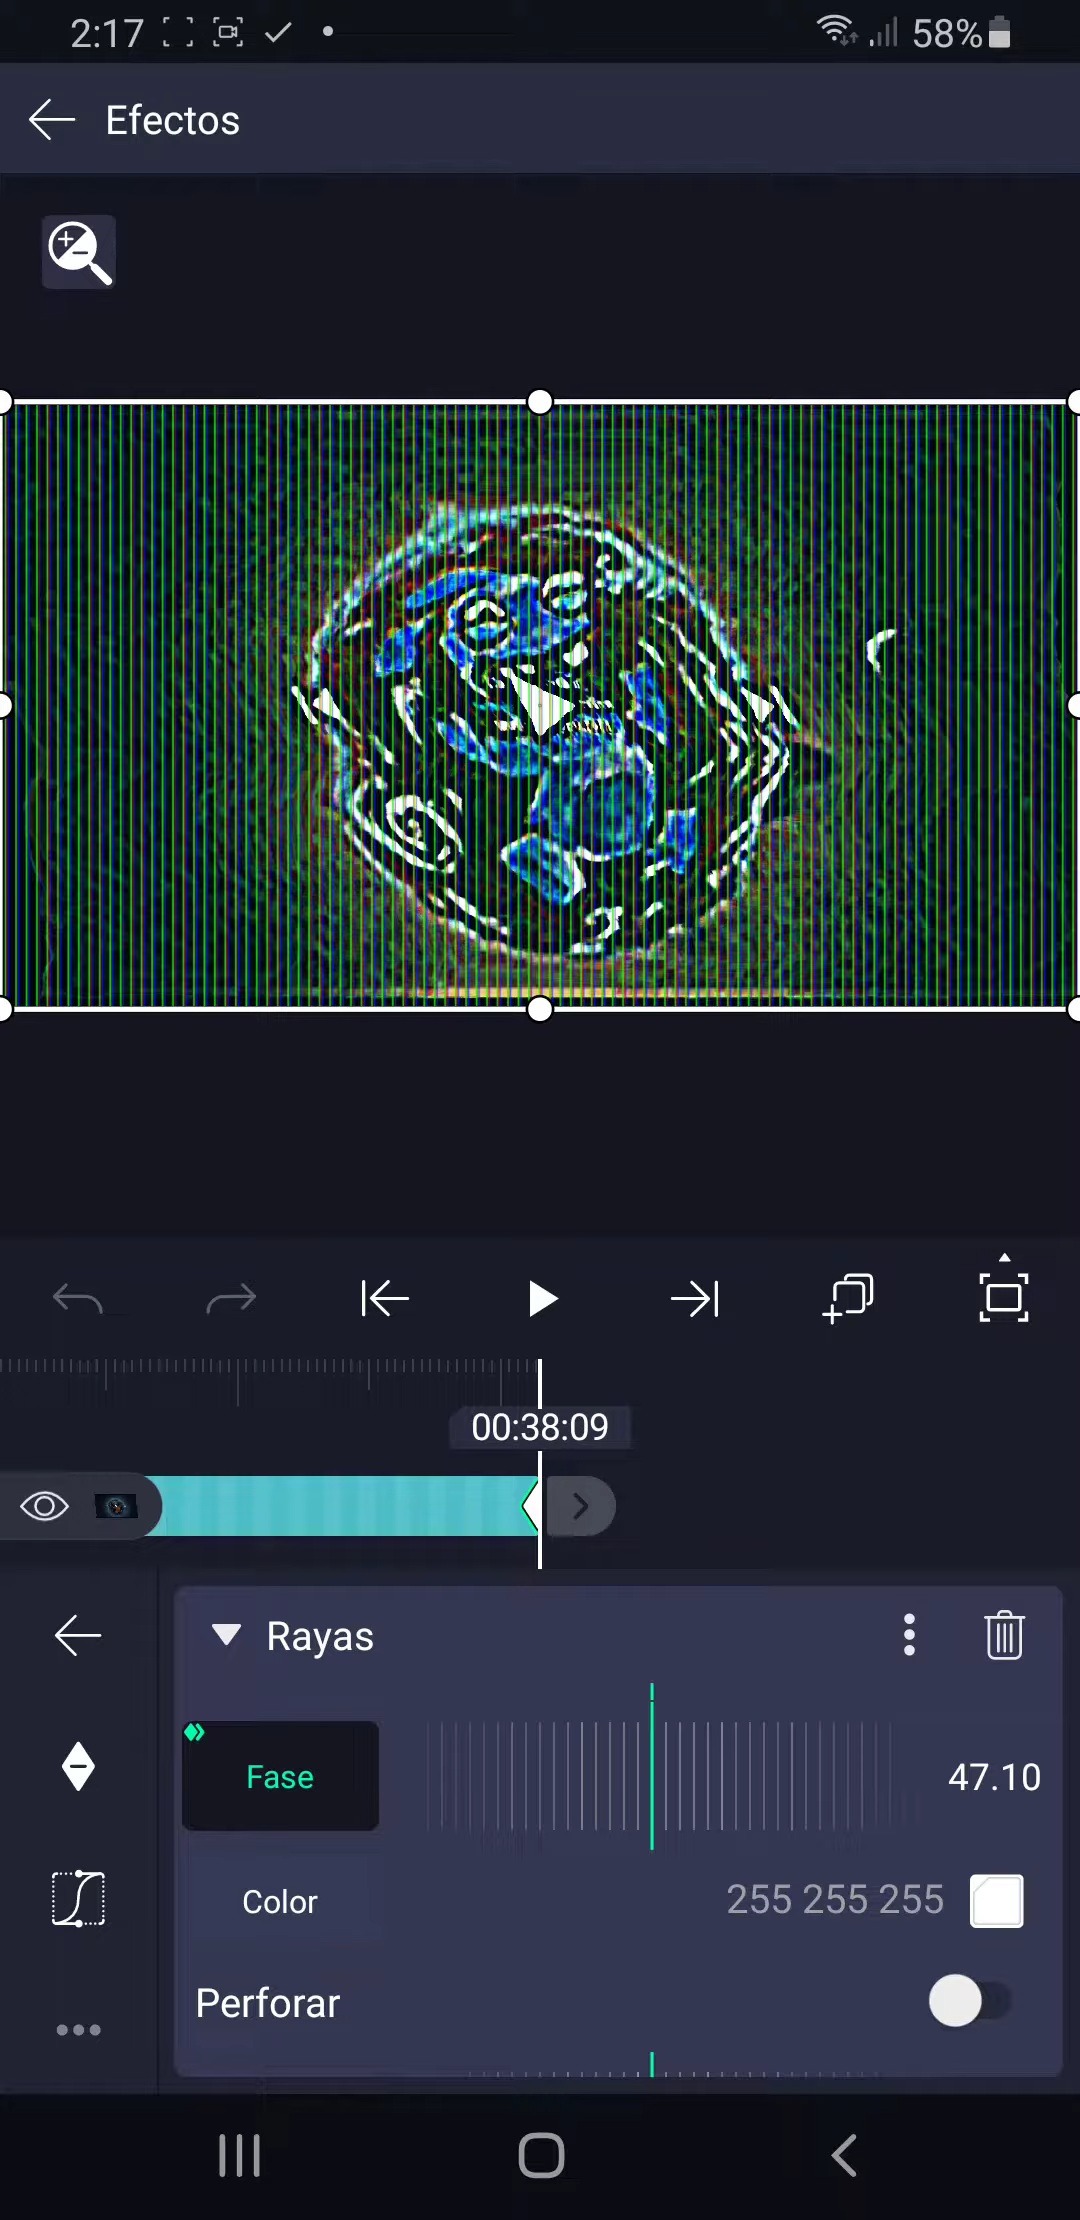 2:17
58%
Efectos
00:38:09
Rayas
Fase
47.10
Color
255 255 255
Perforar